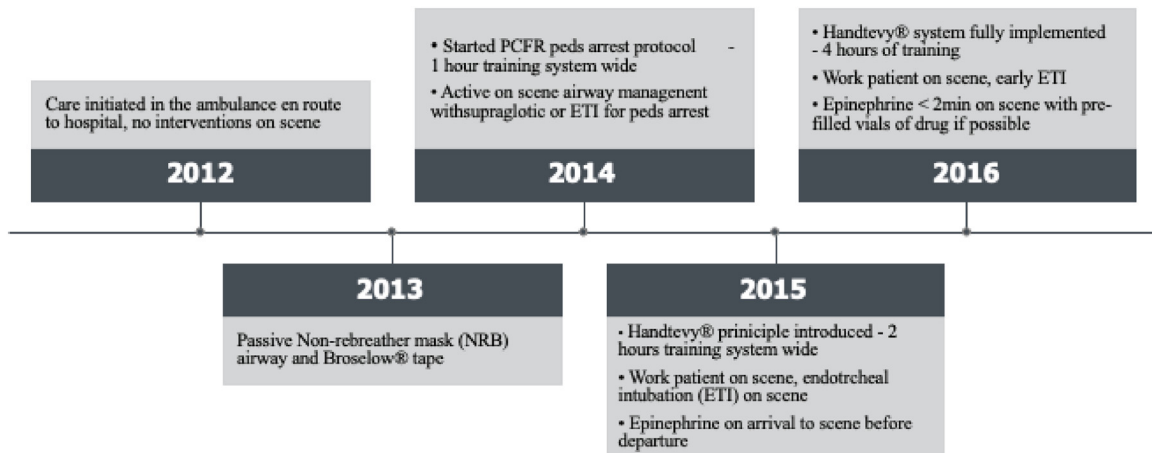 Care initiated in the ambulance en route
to hospital, no interventions on scene
2012
Passive Non-rebreather mask (NRB)
airway and Broselow® tape
2013
• Started PCFR peds arrest protocol -
1 hour training system wide
• Active on scene airway management
withsupraglotic or ETI for peds arrest
2014
2015
• Handtevy® priniciple introduced - 2
hours training system wide
• Work patient on scene, endotrcheal
intubation (ETI) on scene
• Epinephrine on arrival to scene before
departure
• Handtevy® system fully implemented
- 4 hours of training
• Work patient on scene, early ETI
• Epinephrine < 2min on scene with pre-
filled vials of drug if possible
2016